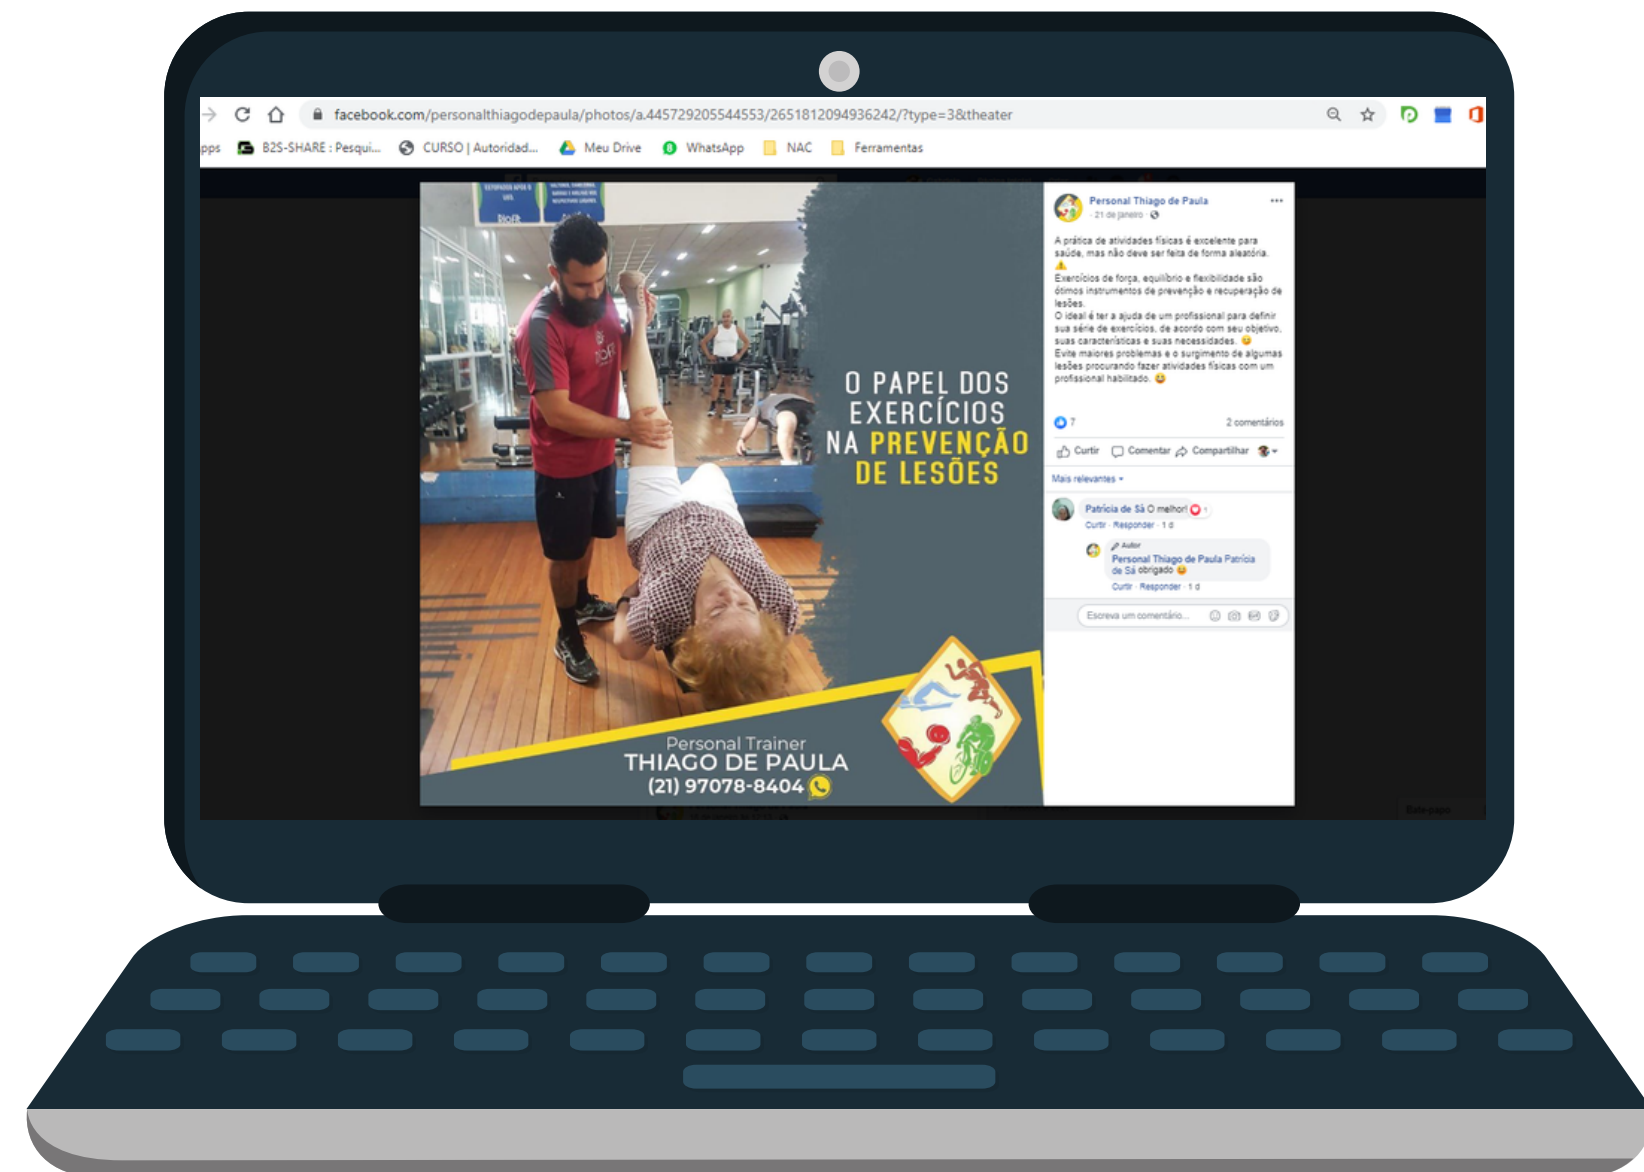 facebook.com/personalthiagodepaula/photos/a.445729205544553/2651812094936242/?type=3&theater
pps B2S-SHARE : Pesqui... CURSO | Autoridad... Meu Drive WhatsApp NAC Ferramentas
Biofit
O PAPEL DOS
EXERCÍCIOS
NA PREVENÇÃO
DE LESÕES
Personal Trainer
THIAGO DE PAULA
(21) 97078-8404
Personal Thiago de Paula
21 de janeiro
A prática de atividades físicas é excelente para
saúde, mas não deve ser feita de forma aleatória.
Exercícios de força, equilíbrio e flexibilidade são
ótimos instrumentos de prevenção e recuperação de
lesões.
O ideal é ter a ajuda de um profissional para definir
sua série de exercícios, de acordo com seu objetivo,
suas características e suas necessidades. 😀
Evite maiores problemas e o surgimento de algumas
lesões procurando fazer atividades físicas com um
profissional habilitado. 😀
7 2 comentários
Curtir Comentar Compartilhar
Mais relevantes
Patrícia de Sá O melhor! 1
Curtir · Responder · 1 d
Autor
Personal Thiago de Paula Patrícia
de Sá obrigado 😀
Curtir · Responder · 1 d
Escreva um comentário...
Bate-papo